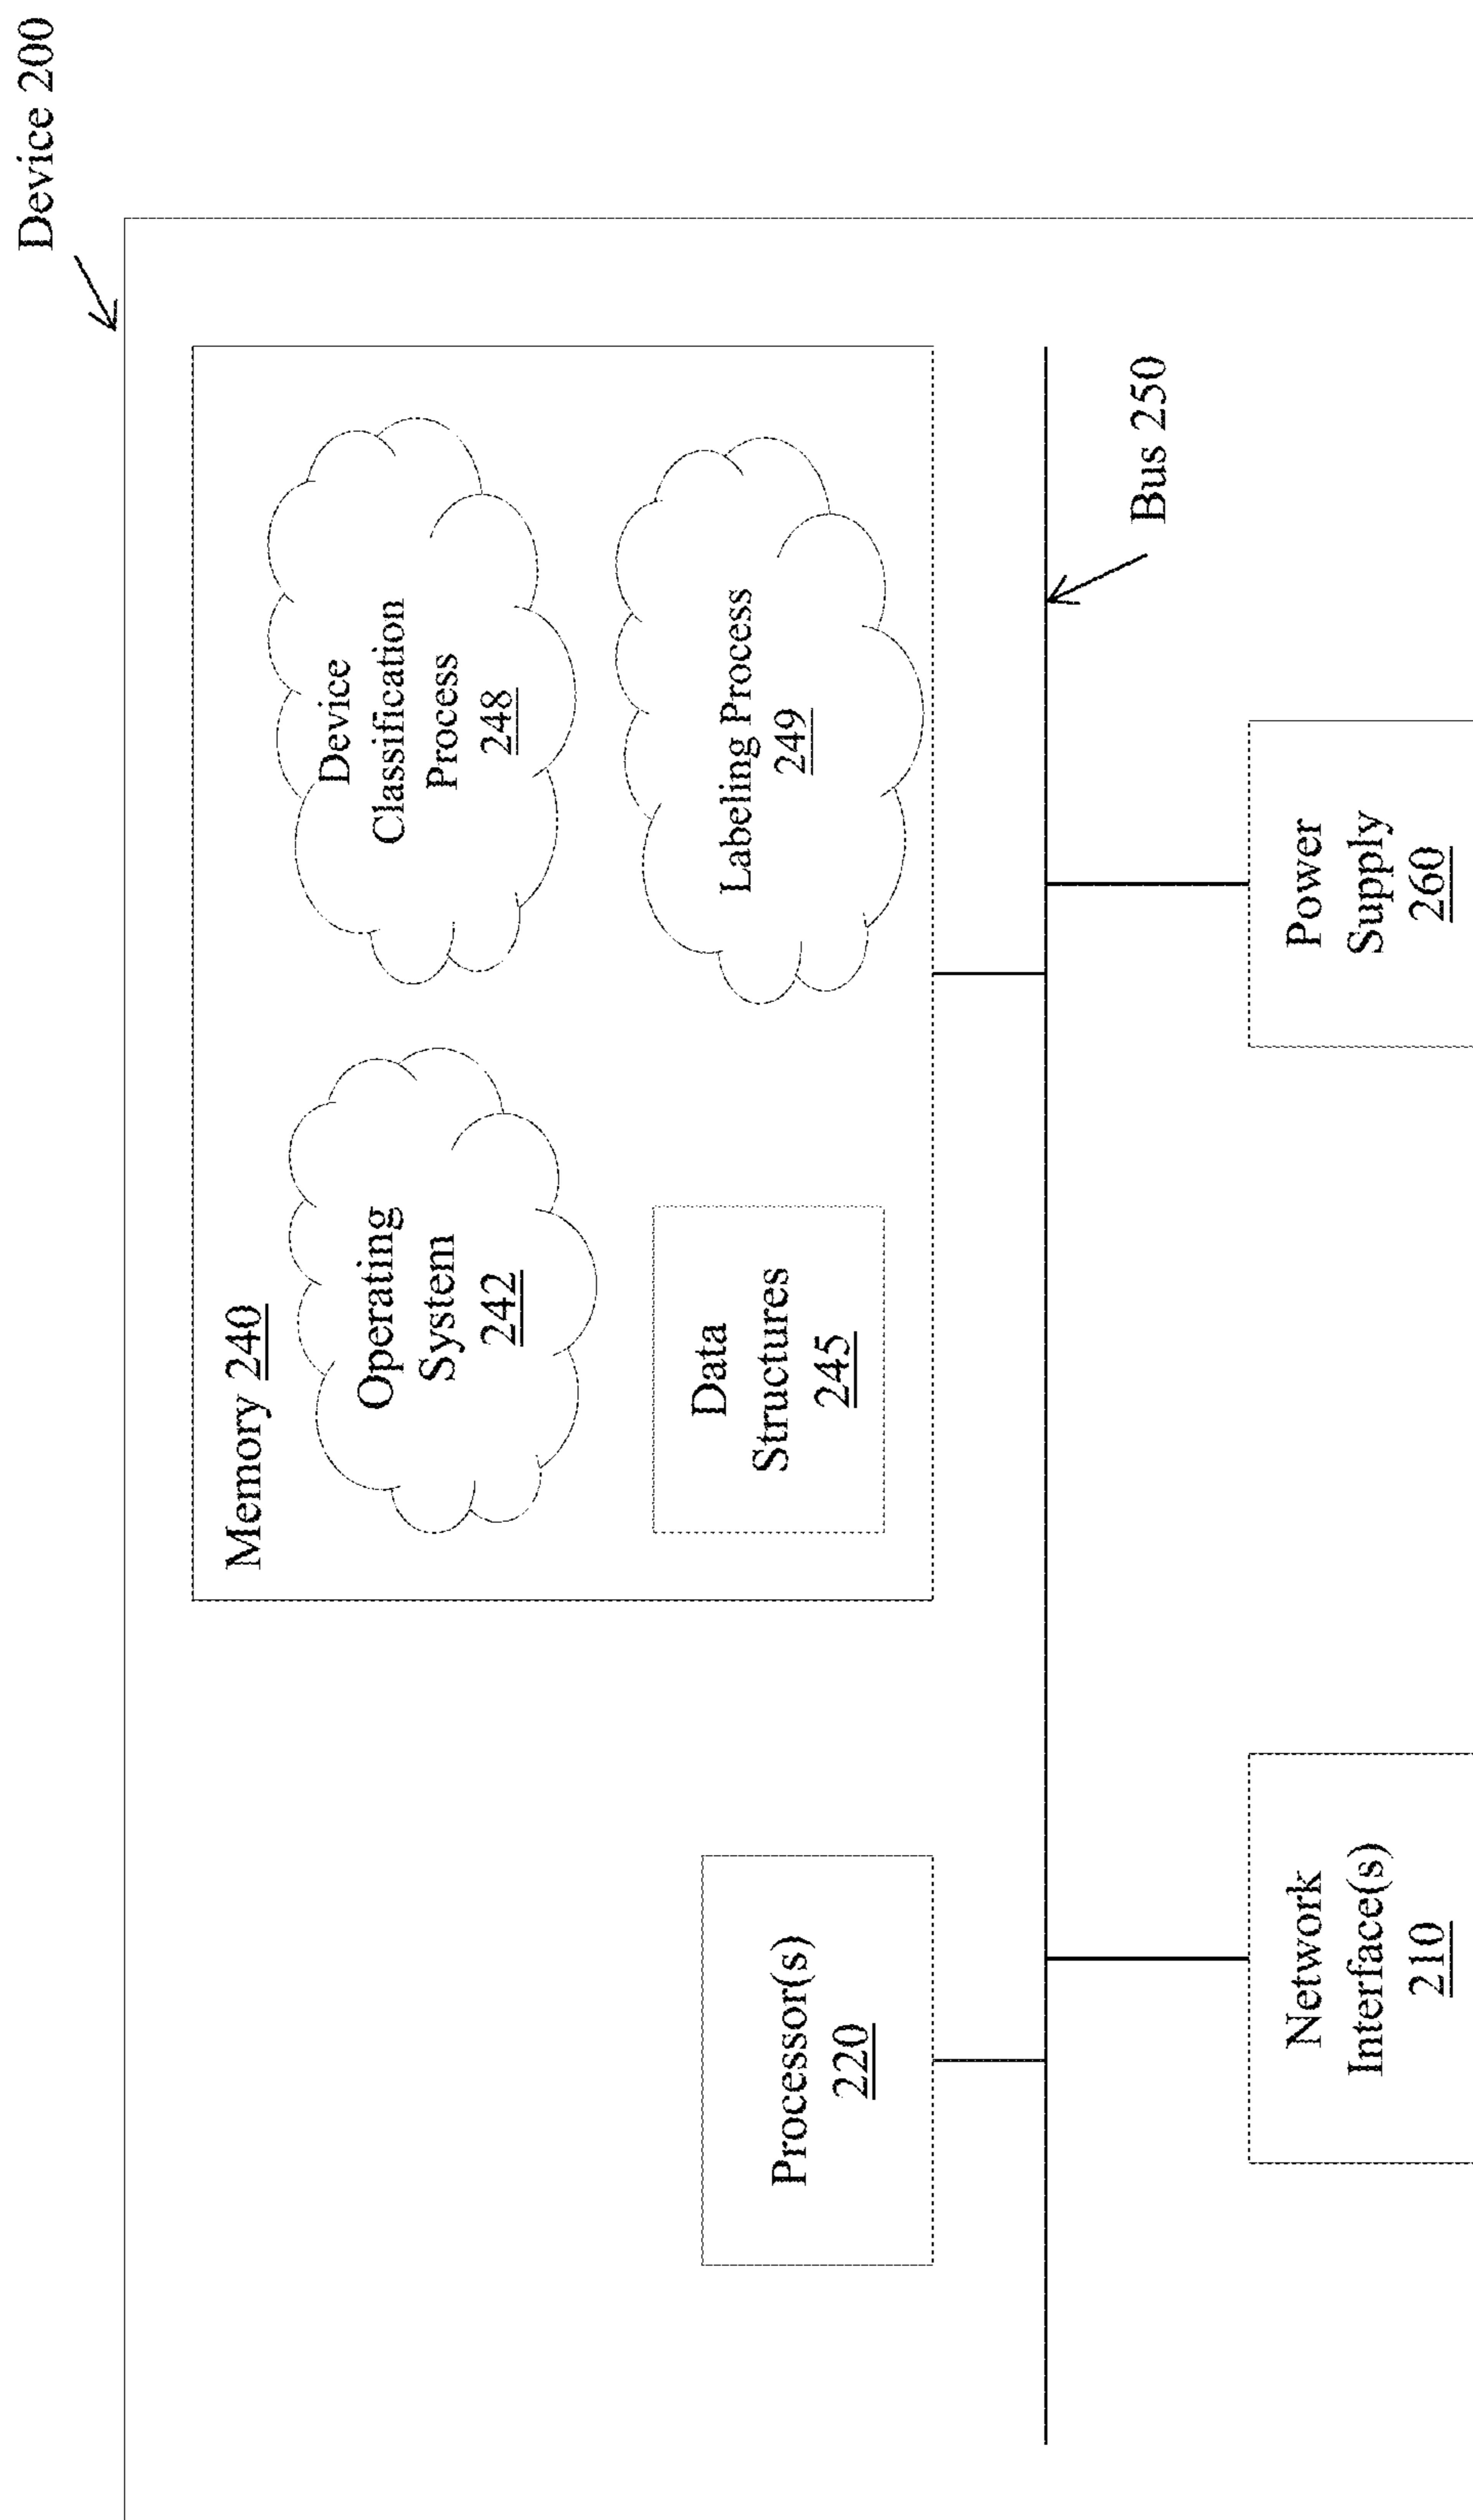 Device 200
Memory 240
Operating
System
242
Data
Structures
245
Device
Classification
Process
248
Labeling Process
249
Processor(s)
220
Bus 250
Network
Interface(s)
210
Power
Supply
260